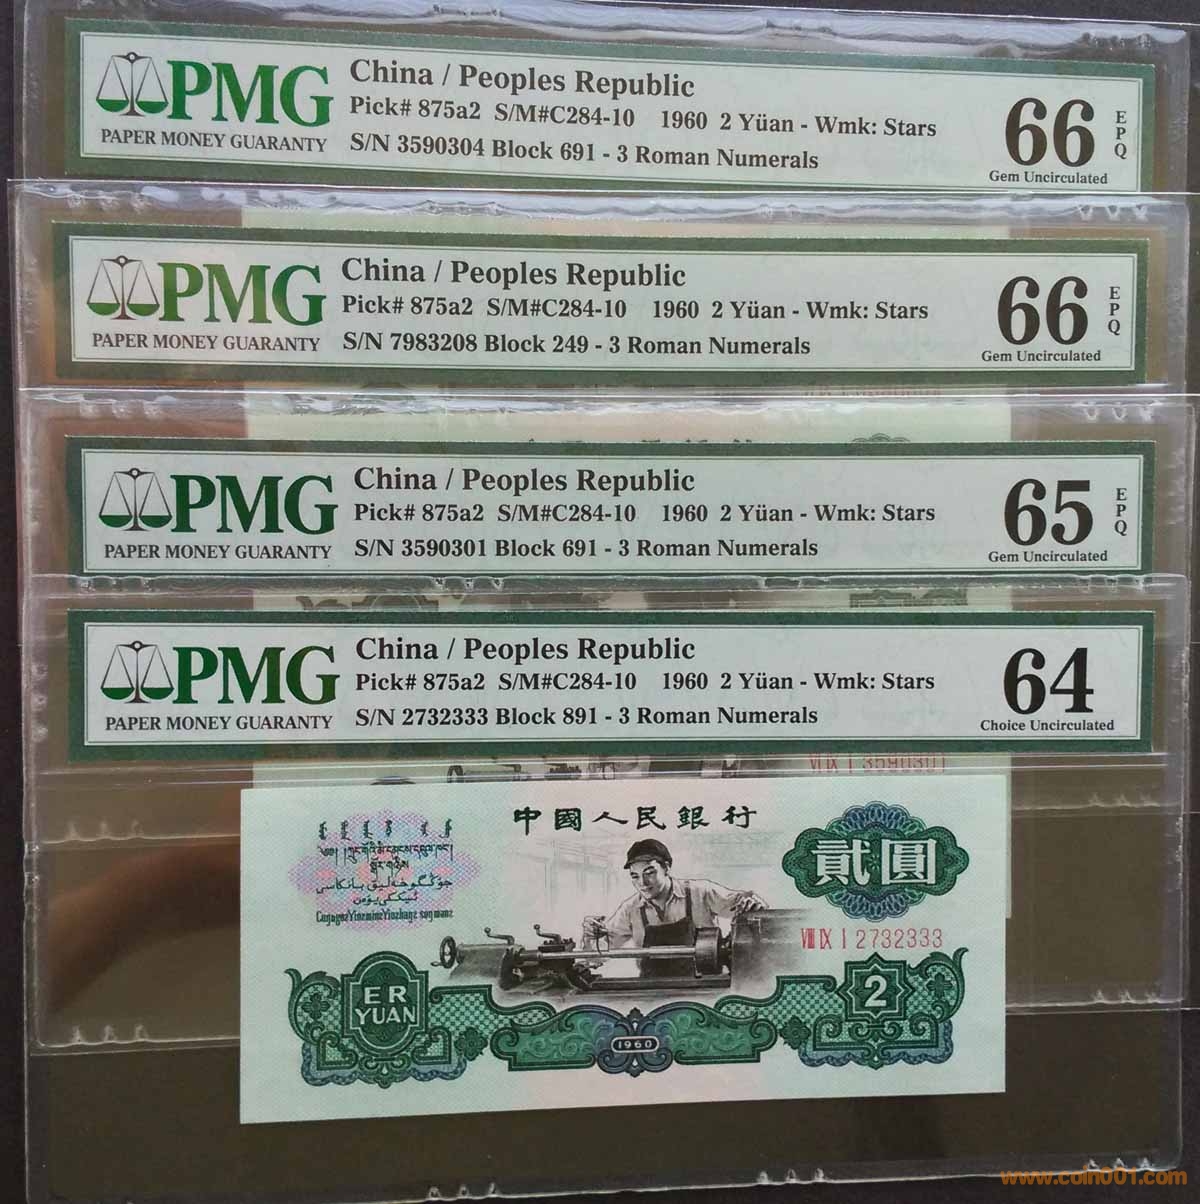 PMG
PAPER MONEY GUARANTY
China / Peoples Republic
Pick# 875a2 S/M#C284-10 1960 2 Yüan - Wmk: Stars
S/N 3590304 Block 691 - 3 Roman Numerals
66
EPQ
Gem Uncirculated
PMG
PAPER MONEY GUARANTY
China / Peoples Republic
Pick# 875a2 S/M#C284-10 1960 2 Yüan - Wmk: Stars
S/N 7983208 Block 249 - 3 Roman Numerals
66
EPQ
Gem Uncirculated
PMG
PAPER MONEY GUARANTY
China / Peoples Republic
Pick# 875a2 S/M#C284-10 1960 2 Yüan - Wmk: Stars
S/N 3590301 Block 691 - 3 Roman Numerals
65
EPQ
Gem Uncirculated
PMG
PAPER MONEY GUARANTY
China / Peoples Republic
Pick# 875a2 S/M#C284-10 1960 2 Yüan - Wmk: Stars
S/N 2732333 Block 891 - 3 Roman Numerals
64
Choice Uncirculated
VI IX I 3590301
中國人民銀行
貳圓
VIII IX I 2732333
ER
YUAN
2
1960
www.coin001.com